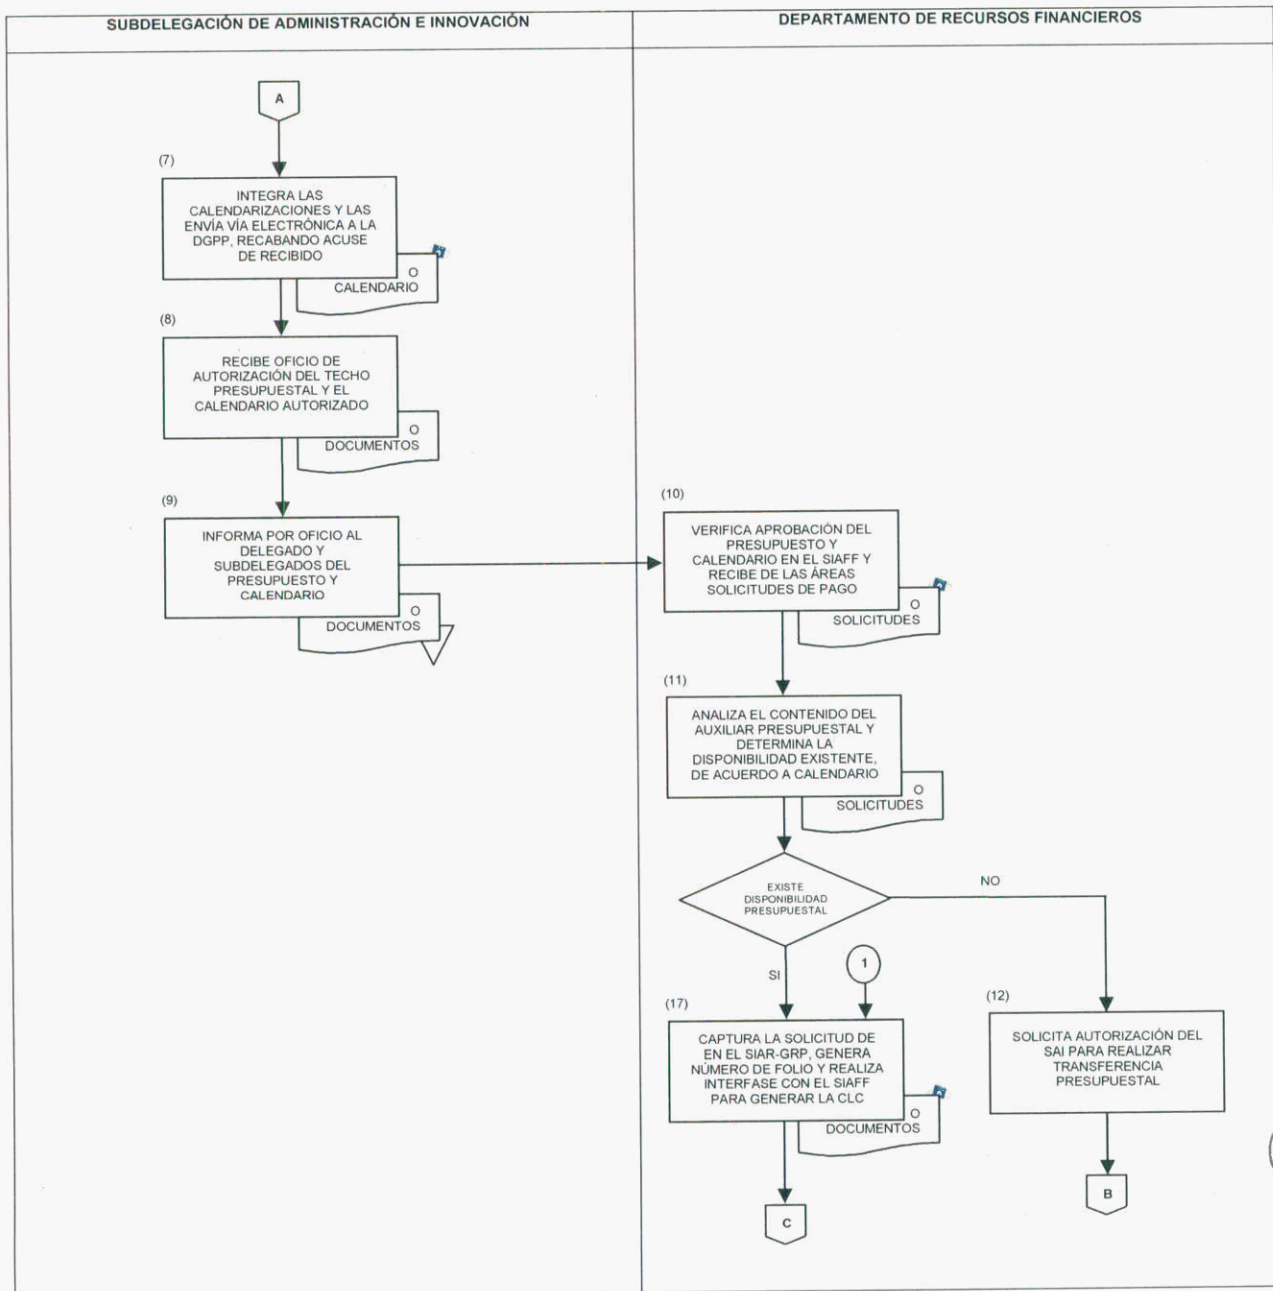 SUBDELEGACIÓN DE ADMINISTRACIÓN E INNOVACIÓN
DEPARTAMENTO DE RECURSOS FINANCIEROS
A
(7)
INTEGRA LAS
CALENDARIZACIONES Y LAS
ENVÍA VÍA ELECTRÓNICA A LA
DGPP, RECABANDO ACUSE
DE RECIBIDO
O
CALENDARIO
(8)
RECIBE OFICIO DE
AUTORIZACIÓN DEL TECHO
PRESUPUESTAL Y EL
CALENDARIO AUTORIZADO
O
DOCUMENTOS
(9)
INFORMA POR OFICIO AL
DELEGADO Y
SUBDELEGADOS DEL
PRESUPUESTO Y
CALENDARIO
O
DOCUMENTOS
(10)
VERIFICA APROBACIÓN DEL
PRESUPUESTO Y
CALENDARIO EN EL SIAFF Y
RECIBE DE LAS ÁREAS
SOLICITUDES DE PAGO
O
SOLICITUDES
(11)
ANALIZA EL CONTENIDO DEL
AUXILIAR PRESUPUESTAL Y
DETERMINA LA
DISPONIBILIDAD EXISTENTE,
DE ACUERDO A CALENDARIO
O
SOLICITUDES
EXISTE
DISPONIBILIDAD
PRESUPUESTAL
NO
SI
1
(17)
CAPTURA LA SOLICITUD DE
EN EL SIAR-GRP, GENERA
NÚMERO DE FOLIO Y REALIZA
INTERFASE CON EL SIAFF
PARA GENERAR LA CLC
O
DOCUMENTOS
C
(12)
SOLICITA AUTORIZACIÓN DEL
SAI PARA REALIZAR
TRANSFERENCIA
PRESUPUESTAL
B